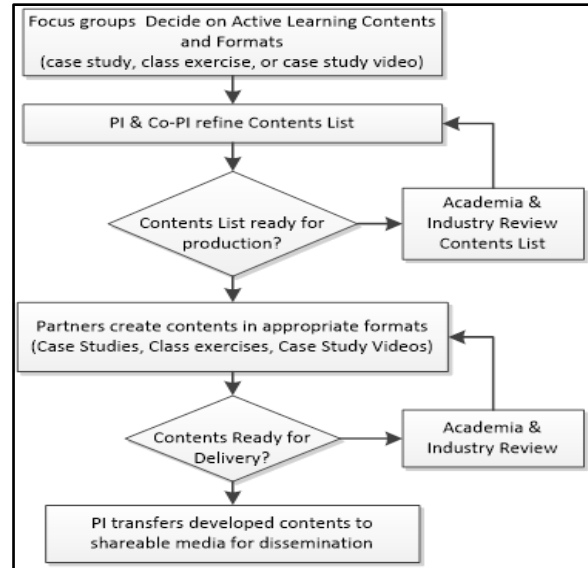 Focus groups  Decide on Active Learning Contents
and Formats
(case study, class exercise, or case study video)
PI & Co-PI refine Contents List
Contents List ready for
production?
Academia &
Industry Review
Contents List
Partners create contents in appropriate formats
(Case Studies, Class exercises, Case Study Videos)
Contents Ready for
Delivery?
Academia &
Industry Review
PI transfers developed contents to
shareable media for dissemination